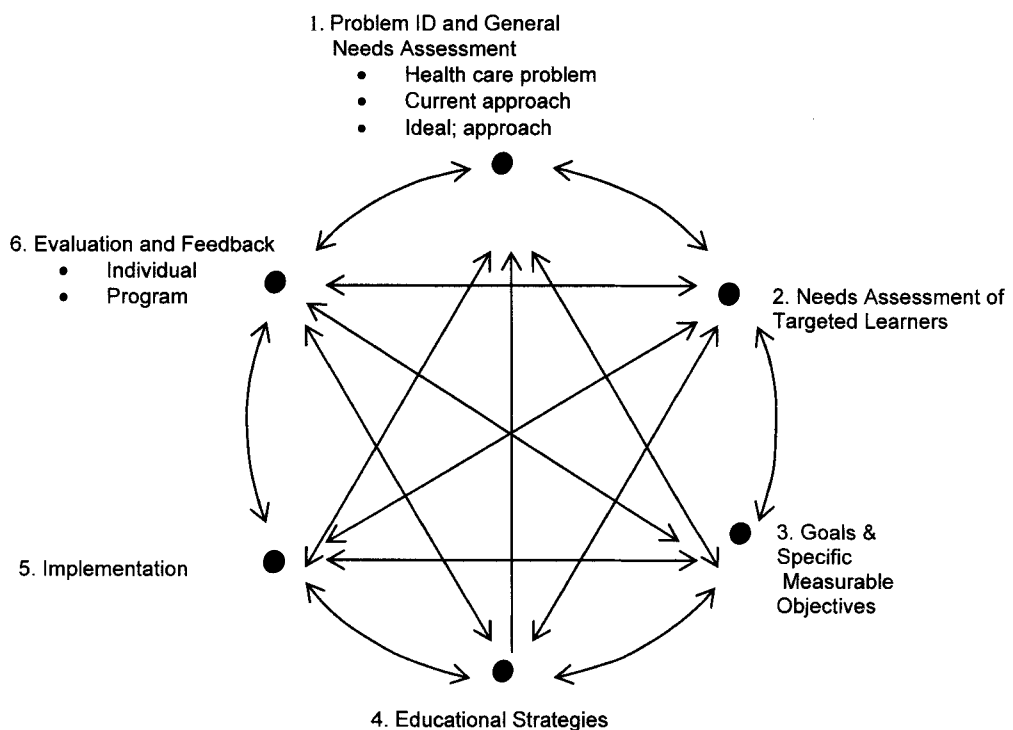 1. Problem ID and General
Needs Assessment
• Health care problem
• Current approach
• Ideal; approach
6. Evaluation and Feedback
• Individual
• Program
2. Needs Assessment of
Targeted Learners
5. Implementation
3. Goals &
Specific
Measurable
Objectives
4. Educational Strategies